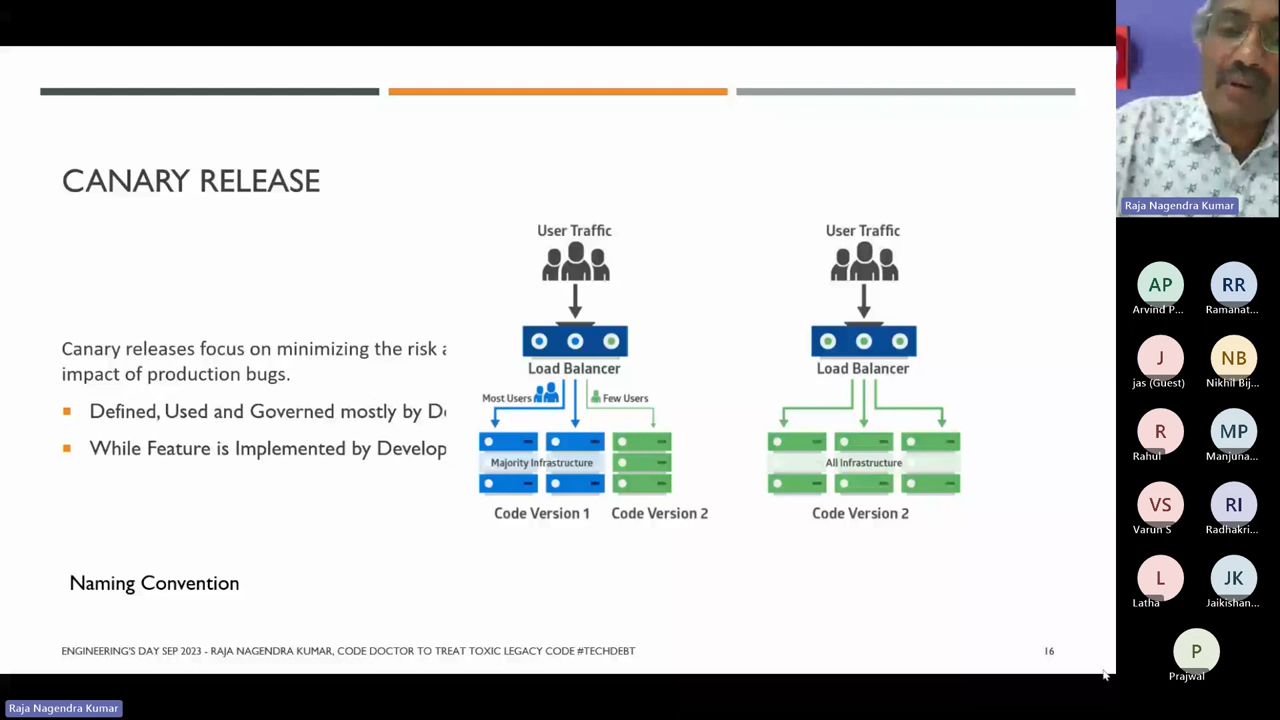 CANARY RELEASE
Canary releases focus on minimizing the risk
impact of production bugs.
Defined, Used and Governed mostly by
While Feature is Implemented by Develop
Naming Convention
User Traffic
Load Balancer
Most Users
Few Users
Majority Infrastructure
Code Version 1
Code Version 2
User Traffic
Load Balancer
All Infrastructure
Code Version 2
ENGINEERING'S DAY SEP 2023 - RAJA NAGENDRA KUMAR, CODE DOCTOR TO TREAT TOXIC LEGACY CODE #TECHDEBT
16
Raja Nagendra Kumar
AP
Arvind P...
RR
Ramanat...
J
jas (Guest)
NB
Nikhil Bij...
R
Rahul
MP
Manjuna...
VS
Varun S
RI
Radhakri...
L
Latha
JK
Jaikishan...
P
Prajwal
Raja Nagendra Kumar